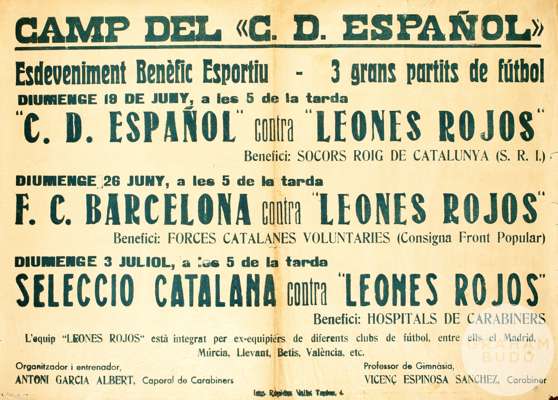 CAMP DEL «C. D. ESPAÑOL»
Esdeveniment Benèfic Esportiu - 3 grans partits de fútbol
DIUMENGE 19 DE JUNY, a les 5 de la tarda
"C. D. ESPAÑOL" contra "LEONES ROJOS"
Benefici: SOCORS ROIG DE CATALUNYA (S. R. I.)
DIUMENGE 26 JUNY, a les 5 de la tarda
F. C. BARCELONA contra "LEONES ROJOS"
Benefici: FORCES CATALANES VOLUNTARIES (Consigna Front Popular)
DIUMENGE 3 JULIOL, a les 5 de la tarda
SELECCIO CATALANA contra "LEONES ROJOS"
Benefici: HOSPITALS DE CARABINERS
L'equip "LEONES ROJOS" està integrat per ex-equipiers de diferents clubs de fútbol, entre ells el Madrid,
Múrcia, Llevant, Betis, València, etc.
Organitzador i entrenador,
ANTONI GARCIA ALBERT, Caporal de Carabiners
Professor de Gimnàsia,
VICENÇ ESPINOSA SANCHEZ, Carabiner
Imp. Ràpides